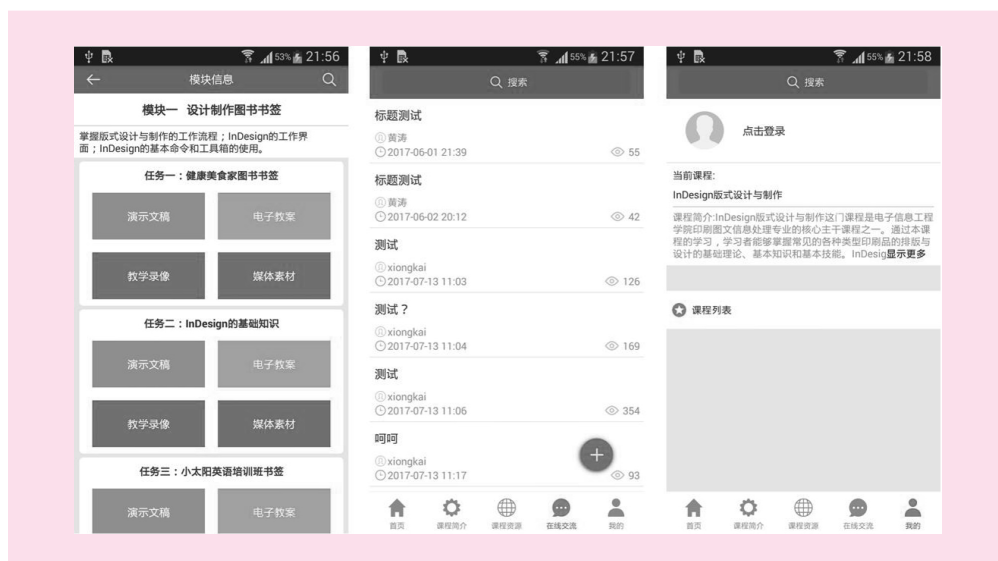 53% 21:56
模块信息
模块一 设计制作图书书签
掌握版式设计与制作的工作流程；InDesign的工作界
面；InDesign的基本命令和工具箱的使用。
任务一：健康美食家图书书签
演示文稿 电子教案
教学录像 媒体素材
任务二：InDesign的基础知识
演示文稿 电子教案
教学录像 媒体素材
任务三：小太阳英语培训班书签
演示文稿 电子教案
55% 21:57
搜索
标题测试
黄涛
2017-06-01 21:39 55
标题测试
黄涛
2017-06-02 20:12 42
测试
xiongkai
2017-07-13 11:03 126
测试？
xiongkai
2017-07-13 11:04 169
测试
xiongkai
2017-07-13 11:06 354
呵呵
xiongkai
2017-07-13 11:17 93
首页 课程简介 课程资源 在线交流 我的
55% 21:58
搜索
点击登录
当前课程:
InDesign版式设计与制作
课程简介:InDesign版式设计与制作这门课程是电子信息工程
学院印刷图文信息处理专业的核心主干课程之一。通过本课
程的学习，学习者能够掌握常见的各种类型印刷品的排版与
设计的基础理论、基本知识和基本技能。InDesig显示更多
课程列表
首页 课程简介 课程资源 在线交流 我的